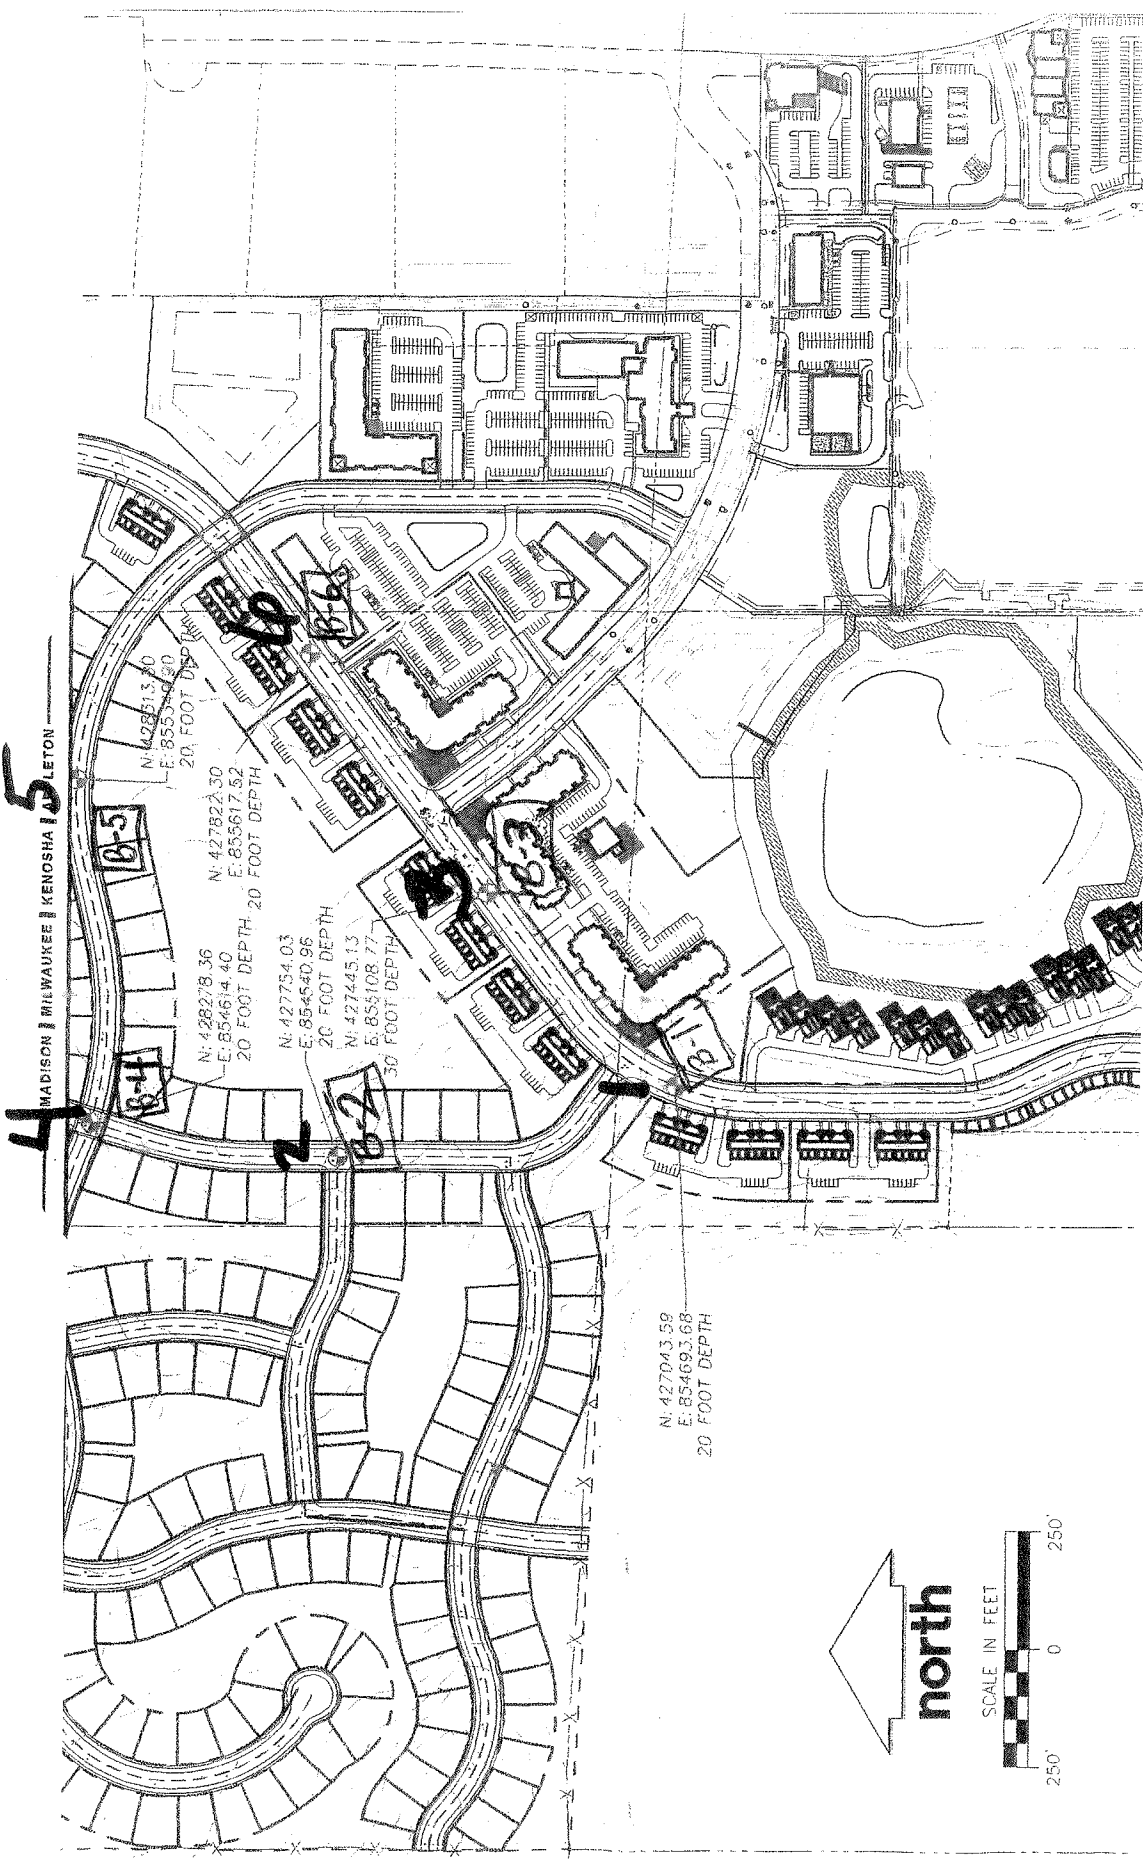 MADISON | MILWAUKEE | KENOSHA | APPLETON
4
5
B-5
B-4
N: 428513.30
20 FOOT DEPTH
N: 427822.30
E: 855617.52
20 FOOT DEPTH
N: 428278.36
E: 854614.40
20 FOOT DEPTH
N: 427754.03
E: 854540.96
20 FOOT DEPTH
N: 427445.13
E: 855108.77
30 FOOT DEPTH
2
B-2
6
B-6
3
B-3
1
B-1
N: 427043.59
E: 854693.68
20 FOOT DEPTH
north
SCALE IN FEET
250' 0 250'